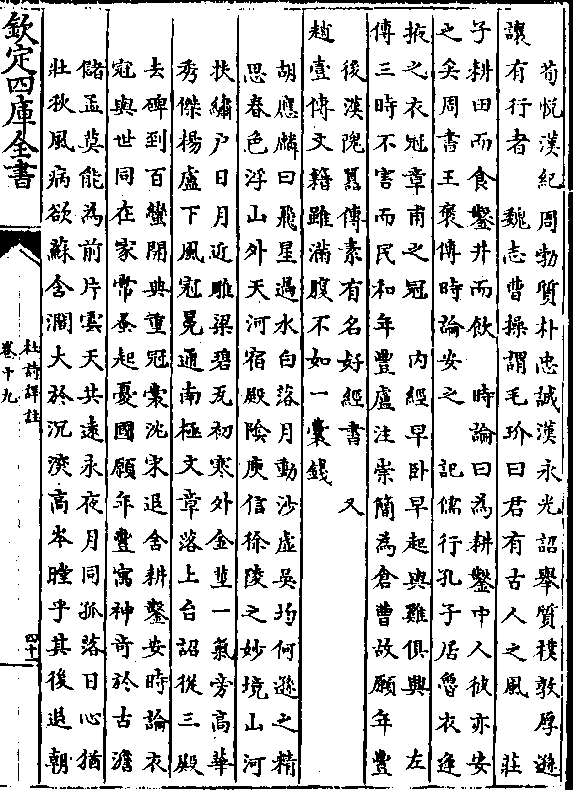 荀悅漢紀周勃質朴忠誠漢永光詔舉質樸敦厚遜
讓有行者　魏志曹操謂毛玠曰君有古人之風　莊
子耕田而食鑿井而飲　時論曰為耕鑿中人彼亦安
之矣周書王褒傳時論安之　記儒行孔子居魯衣逢
掖之衣冠章甫之冠　内經早卧早起與雞俱興　左
傳三時不害而民和年豐盧注崇簡為倉曹故願年豐
後漢隗囂傳素有名好經書　又
趙壹傳文籍雖滿腹不如一囊錢
胡應麟曰飛星過水白落月動沙虛吳均何遜之精
思春色浮山外天河宿殿陰庾信徐陵之妙境山河
扶繡户日月近雕梁碧瓦初寒外金莖一氣旁高華
秀傑楊盧下風冠冕通南極文章落上台詔從三殿
去碑到百蠻開典重冠裳沈宋退舍耕鑿安時論衣
冠與世同在家常蚤起憂國願年豐寓神奇於古澹
儲孟莫能為前片雲天共遠永夜月同孤落日心猶
壯秋風病欲蘇含濶大於沉深高岑瞠乎其後退朝
欽定四庫全書
杜詩詳註
卷十九
四十一